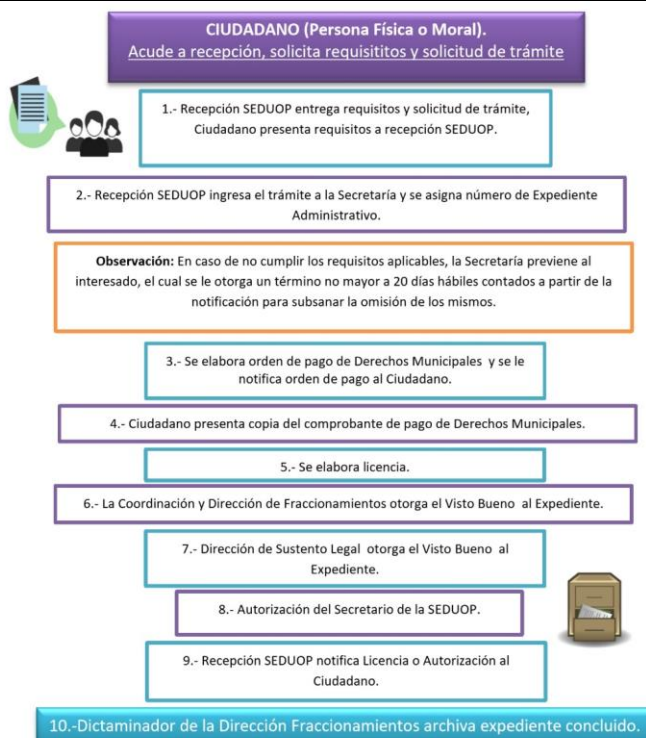 CIUDADANO (Persona Física o Moral).
Acude a recepción, solicita requisititos y solicitud de trámite
1.- Recepción SEDUOP entrega requisitos y solicitud de trámite,
Ciudadano presenta requisitos a recepción SEDUOP.
2.- Recepción SEDUOP ingresa el trámite a la Secretaría y se asigna número de Expediente
Administrativo.
Observación: En caso de no cumplir los requisitos aplicables, la Secretaría previene al
interesado, el cual se le otorga un término no mayor a 20 días hábiles contados a partir de la
notificación para subsanar la omisión de los mismos.
3.- Se elabora orden de pago de Derechos Municipales y se le
notifica orden de pago al Ciudadano.
4.- Ciudadano presenta copia del comprobante de pago de Derechos Municipales.
5.- Se elabora licencia.
6.- La Coordinación y Dirección de Fraccionamientos otorga el Visto Bueno al Expediente.
7.- Dirección de Sustento Legal otorga el Visto Bueno al
Expediente.
8.- Autorización del Secretario de la SEDUOP.
9.- Recepción SEDUOP notifica Licencia o Autorización al
Ciudadano.
10.-Dictaminador de la Dirección Fraccionamientos archiva expediente concluido.